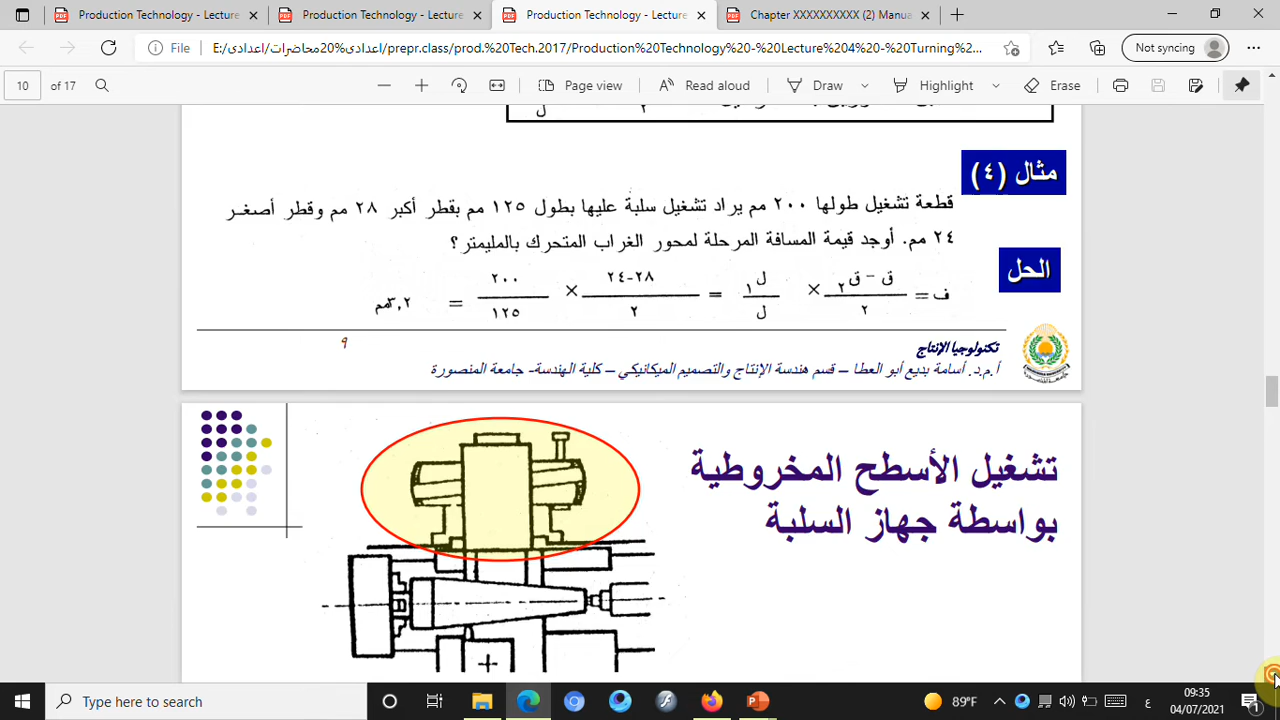 Production Technology - Lecture
Production Technology - Lecture
Production Technology - Lecture
Chapter XXXXXXXXXX (2) Manua
File
E:/محاضرات/اعدادى%20اعدادى/prepr.class/prod.%20Tech.2017/Production%20Technology%20-%20Lecture%204%20-%20Turning%2...
Not syncing
10 of 17
Page view
Read aloud
Draw
Highlight
Erase
مثال (٤)
قطعة تشغيل طولها ٢٠٠ مم يراد تشغيل سلبة عليها بطول ١٢٥ مم بقطر أكبر ٢٨ مم وقطر أصغر
٢٤ مم. أوجد قيمة المسافة المرحلة لمحور الغراب المتحرك بالمليمتر؟
الحل
ف = (ق - ق٢)/٢ × ل١/ل = (٢٨-٢٤)/٢ × ٢٠٠/١٢٥ = ٣,٢مم
تكنولوجيا الإنتاج
٩
أ.م.د. أسامة بديع أبو العطا – قسم هندسة الإنتاج والتصميم الميكانيكي – كلية الهندسة- جامعة المنصورة
تشغيل الأسطح المخروطية
بواسطة جهاز السلبة
Type here to search
89°F
ع
09:35
04/07/2021
1